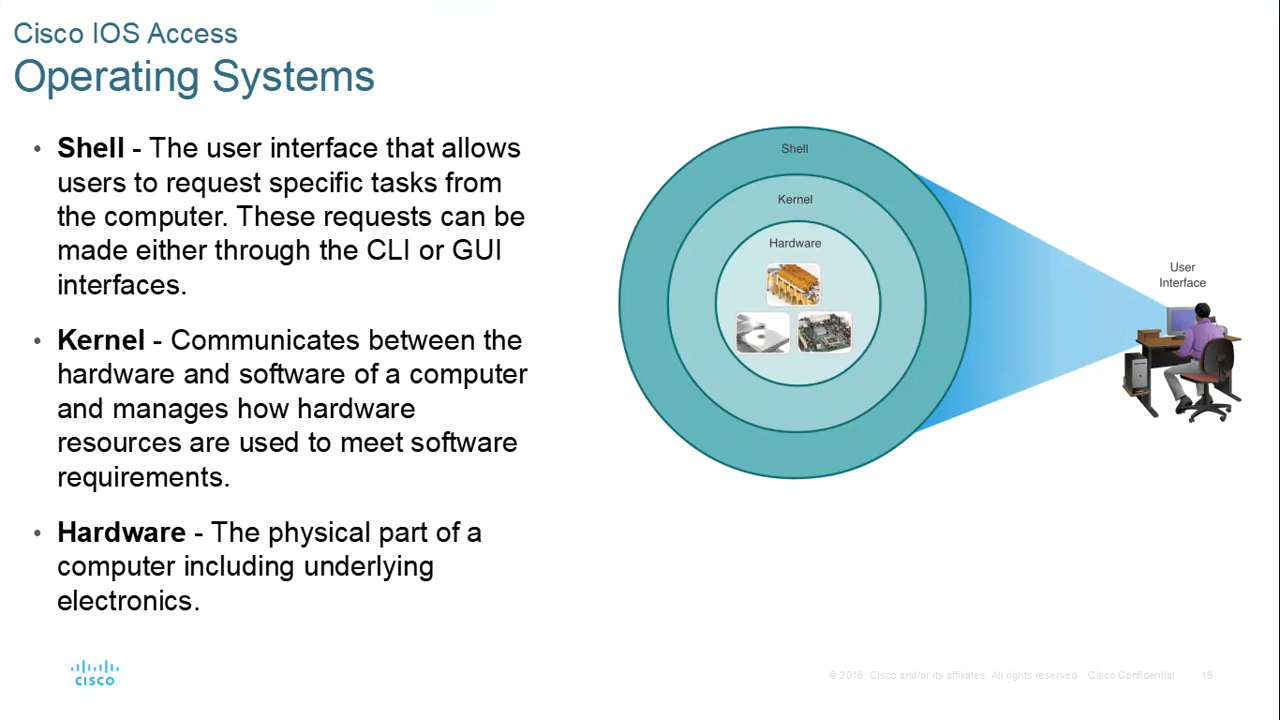 Cisco IOS Access
Operating Systems
• Shell - The user interface that allows
users to request specific tasks from
the computer. These requests can be
made either through the CLI or GUI
interfaces.
• Kernel - Communicates between the
hardware and software of a computer
and manages how hardware
resources are used to meet software
requirements.
• Hardware - The physical part of a
computer including underlying
electronics.
Shell
Kernel
Hardware
User
Interface
CISCO
© 2016 Cisco and/or its affiliates. All rights reserved. Cisco Confidential 16